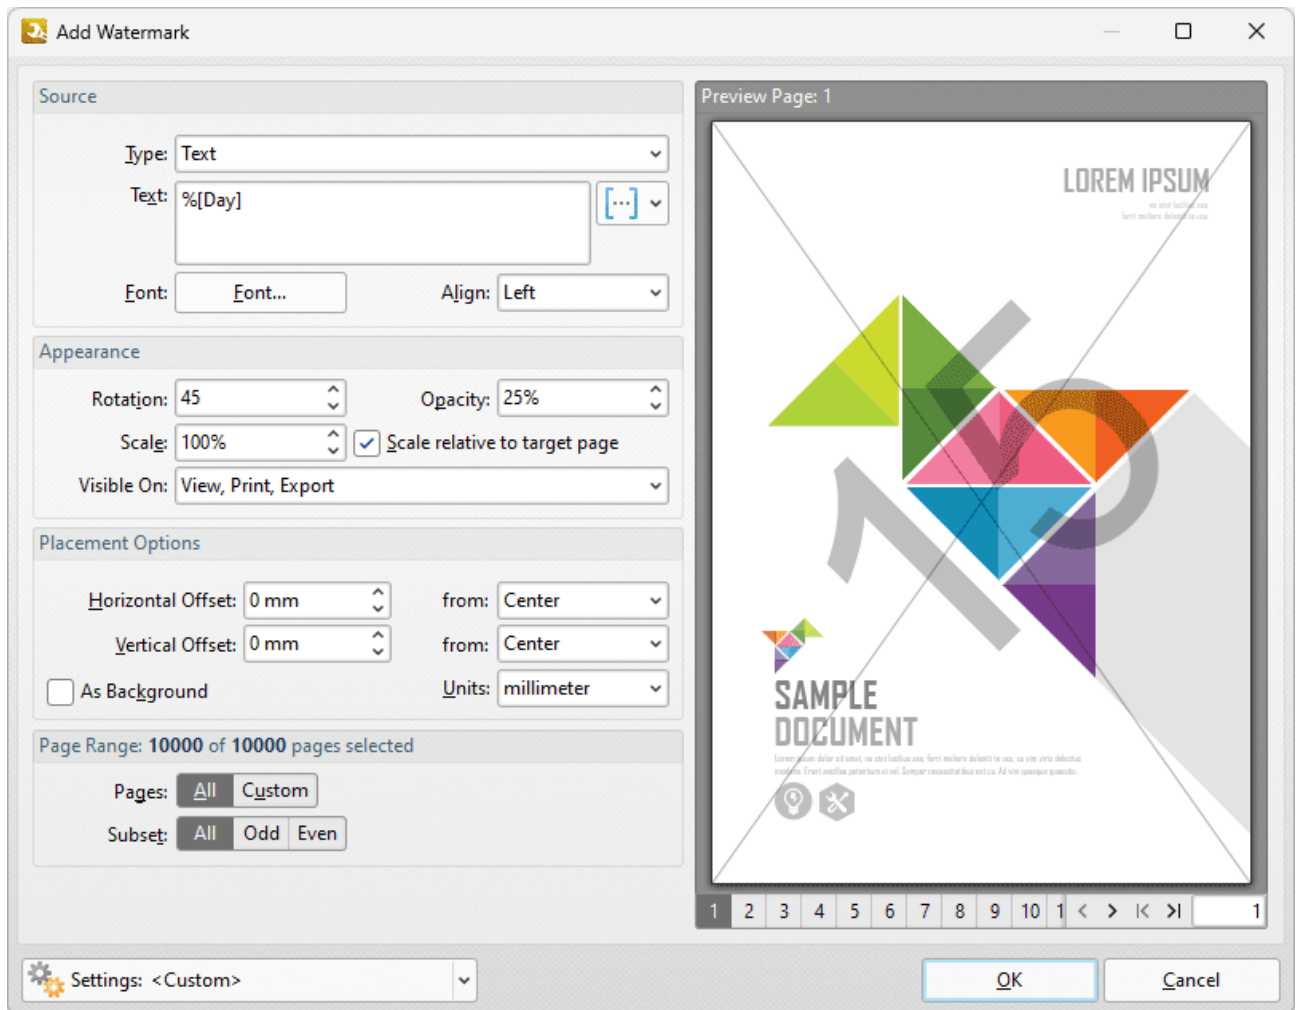 Add Watermark
Source
Type: Text
Text: %[Day]
Font: Font... Align: Left
Appearance
Rotation: 45 Opacity: 25%
Scale: 100% Scale relative to target page
Visible On: View, Print, Export
Placement Options
Horizontal Offset: 0 mm from: Center
Vertical Offset: 0 mm from: Center
As Background Units: millimeter
Page Range: 10000 of 10000 pages selected
Pages: All Custom
Subset: All Odd Even
Preview Page: 1
LOREM IPSUM
15
SAMPLE
DOCUMENT
1 2 3 4 5 6 7 8 9 10 1 1
Settings: <Custom> OK Cancel